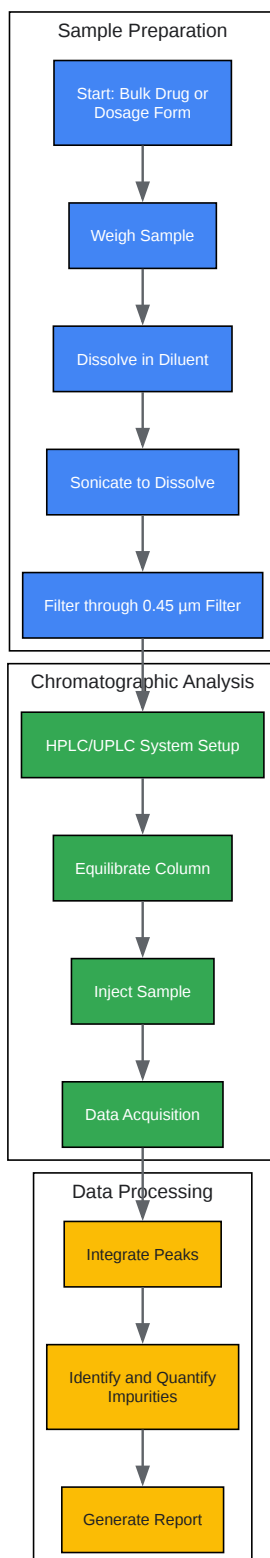 Sample Preparation
Start: Bulk Drug or
Dosage Form
Weigh Sample
Dissolve in Diluent
Sonicate to Dissolve
Filter through 0.45 µm Filter
Chromatographic Analysis
HPLC/UPLC System Setup
Equilibrate Column
Inject Sample
Data Acquisition
Data Processing
Integrate Peaks
Identify and Quantify
Impurities
Generate Report